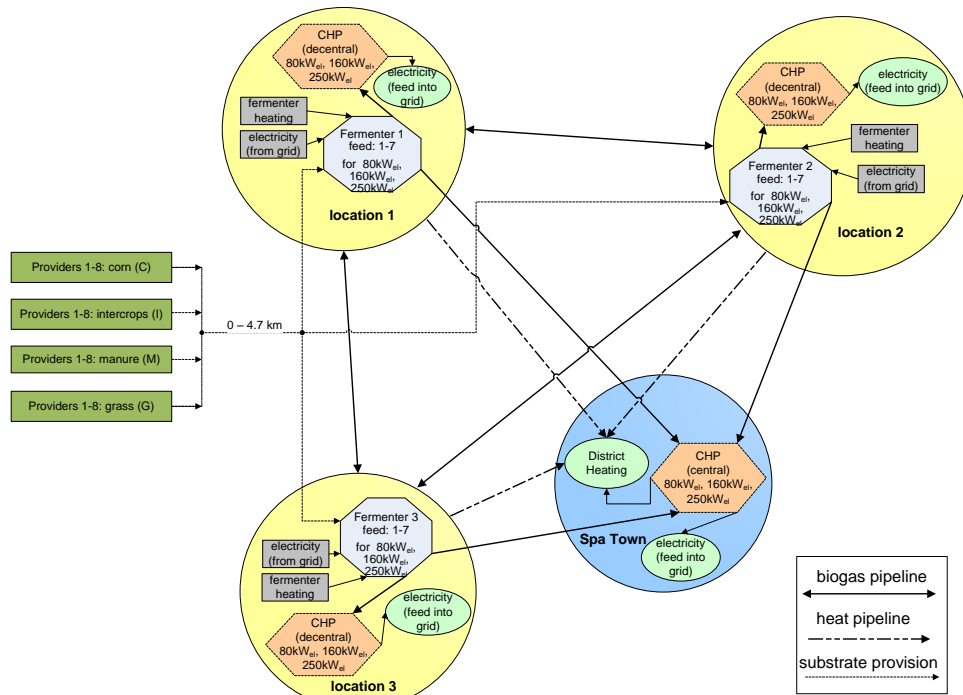 CHP
(decentral)
80kWel, 160kWel,
250kWel
electricity
(feed into
grid)
fermenter
heating
electricity
(from grid)
Fermenter 1
feed: 1-7
for 80kWel,
160kWel,
250kWel
location 1
CHP
(decentral)
80kWel, 160kWel,
250kWel
electricity
(feed into
grid)
fermenter
heating
electricity
(from grid)
Fermenter 2
feed: 1-7
for 80kWel,
160kWel,
250kWel
location 2
Providers 1-8: corn (C)
Providers 1-8: intercrops (I)
Providers 1-8: manure (M)
Providers 1-8: grass (G)
0 – 4.7 km
District
Heating
CHP
(central)
80kWel, 160kWel,
250kWel
Spa Town
electricity
(feed into
grid)
Fermenter 3
feed: 1-7
for 80kWel,
160kWel,
250kWel
electricity
(from grid)
fermenter
heating
electricity
(feed into
grid)
CHP
(decentral)
80kWel, 160kWel,
250kWel
location 3
biogas pipeline
heat pipeline
substrate provision